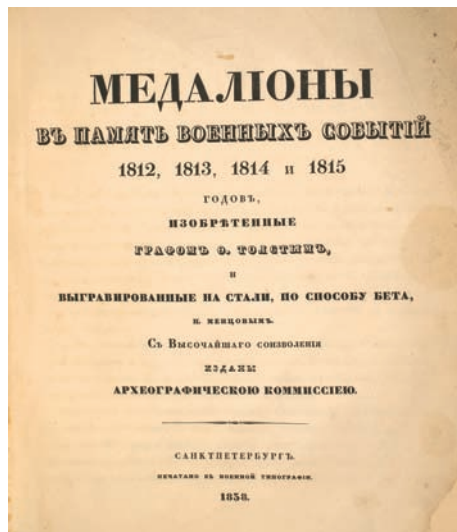 МЕДАЛІОНЫ
ВЪ ПАМЯТЬ ВОЕННЫХЪ СОБЫТІЙ
1812, 1813, 1814 и 1815
ГОДОВЪ,
ИЗОБРѢТЕННЫЕ
ГРАФОМЪ Ѳ. ТОЛСТЫМЪ,
и
ВЫГРАВИРОВАННЫЕ НА СТАЛИ, ПО СПОСОБУ БЕТА,
Н. МЕНЦОВЫМЪ.
Съ Высочайшаго соизволенія
ИЗДАНЫ
АРХЕОГРАФИЧЕСКОЮ КОММИССІЕЮ.
САНКТПЕТЕРБУРГЪ.
ПЕЧАТАНО ВЪ ВОЕННОЙ ТИПОГРАФІИ.
1838.